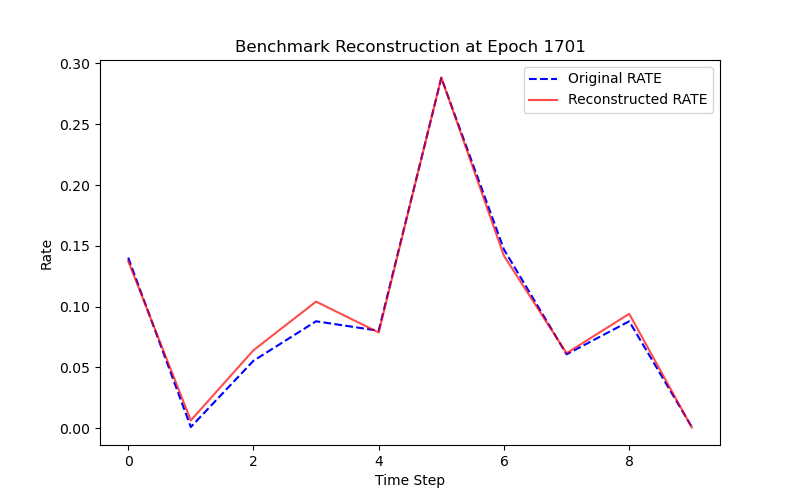 Benchmark Reconstruction at Epoch 1701
Original RATE
Reconstructed RATE
Rate
0.30
0.25
0.20
0.15
0.10
0.05
0.00
0 2 4 6 8
Time Step